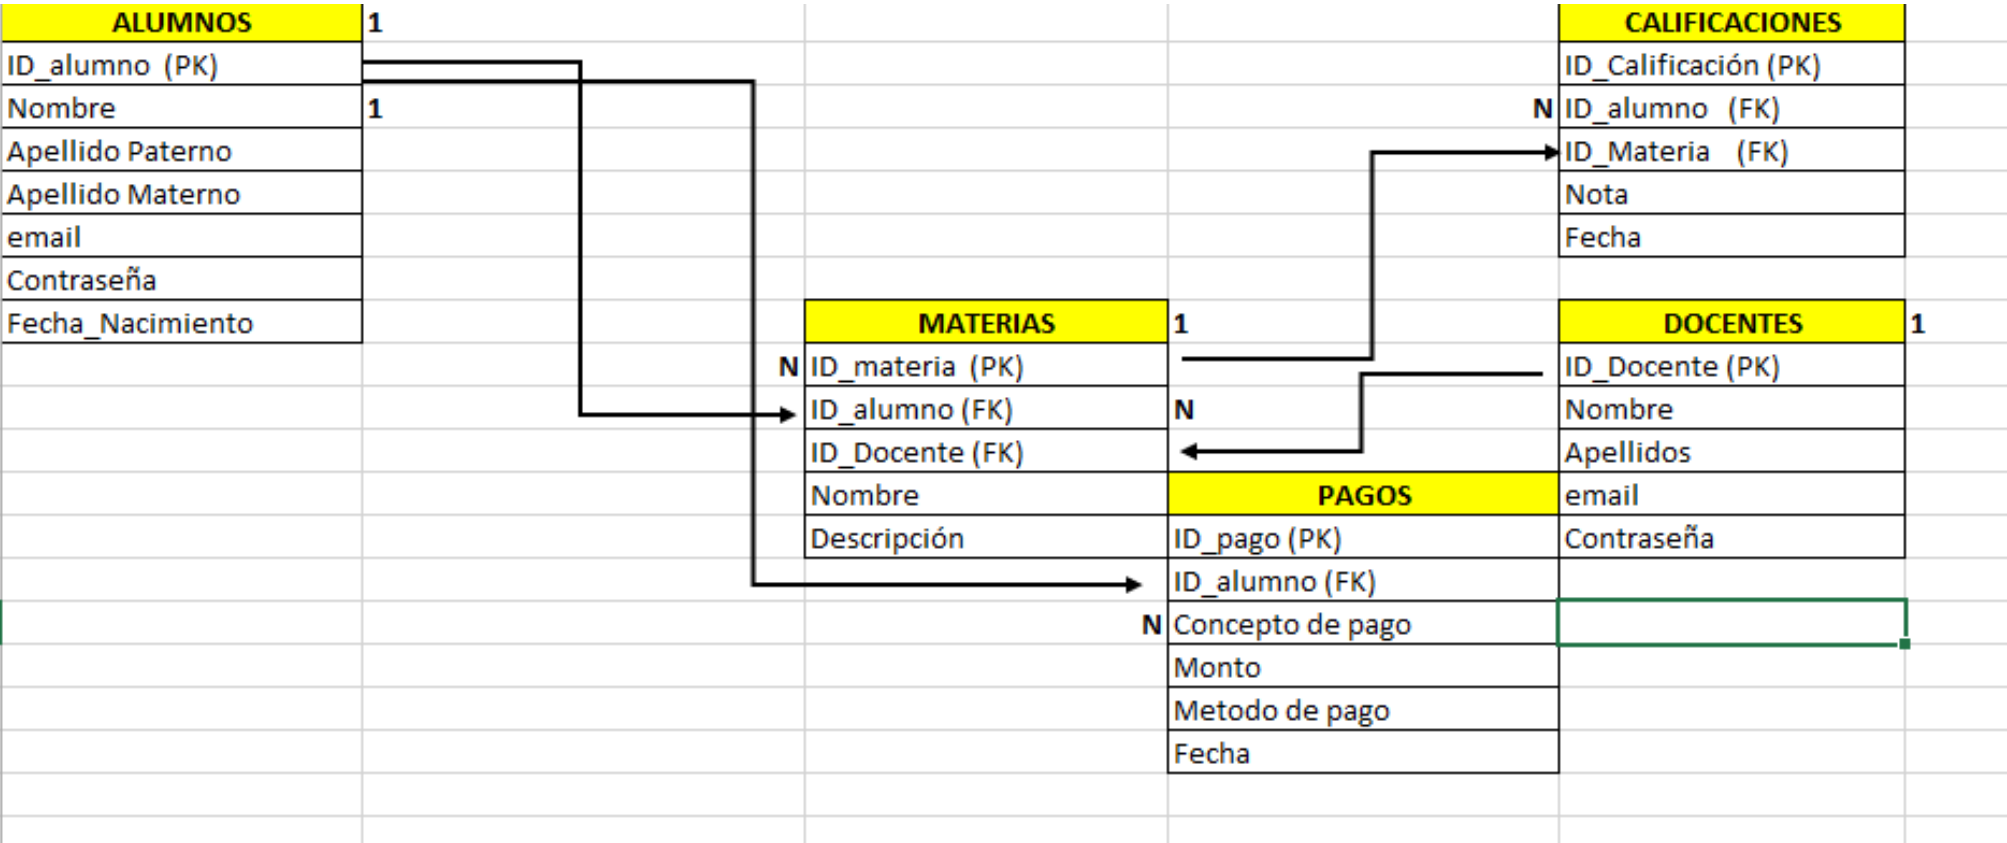 ALUMNOS 1
ID_alumno (PK)
Nombre 1
Apellido Paterno
Apellido Materno
email
Contraseña
Fecha_Nacimiento
MATERIAS 1
N ID_materia (PK)
ID_alumno (FK) N
ID_Docente (FK)
Nombre
Descripción
PAGOS
ID_pago (PK)
ID_alumno (FK)
N Concepto de pago
Monto
Metodo de pago
Fecha
CALIFICACIONES
ID_Calificación (PK)
N ID_alumno (FK)
ID_Materia (FK)
Nota
Fecha
DOCENTES 1
ID_Docente (PK)
Nombre
Apellidos
email
Contraseña